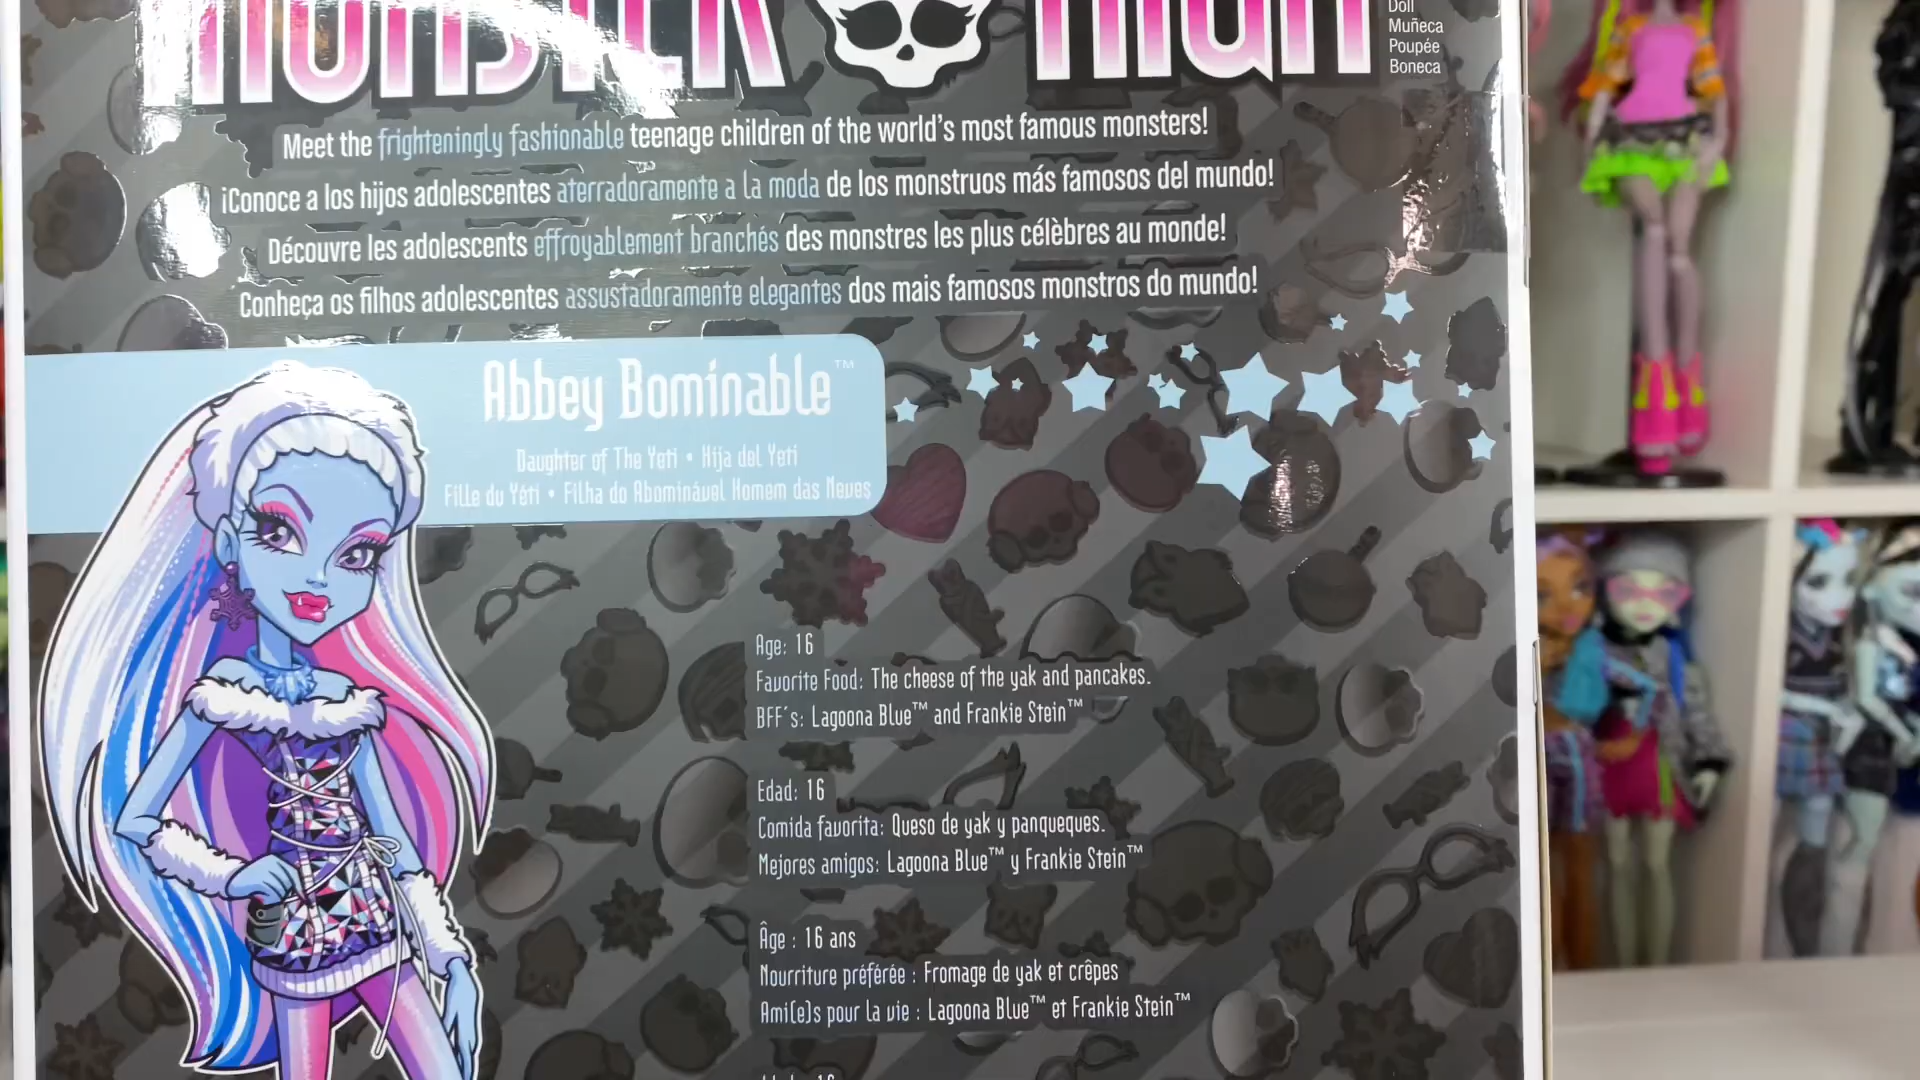 MONSTER HIGH
Doll
Muñeca
Poupée
Boneca
Meet the frighteningly fashionable teenage children of the world's most famous monsters!
¡Conoce a los hijos adolescentes aterradoramente a la moda de los monstruos más famosos del mundo!
Découvre les adolescents effroyablement branchés des monstres les plus célèbres au monde!
Conheça os filhos adolescentes assustadoramente elegantes dos mais famosos monstros do mundo!
Abbey Bominable™
Daughter of The Yeti • Hija del Yeti
Fille du Yéti • Filha do Abominável Homem das Neves
Age: 16
Favorite Food: The cheese of the yak and pancakes.
BFF's: Lagoona Blue™ and Frankie Stein™
Edad: 16
Comida favorita: Queso de yak y panqueques.
Mejores amigos: Lagoona Blue™ y Frankie Stein™
Âge : 16 ans
Nourriture préférée : Fromage de yak et crêpes
Ami(e)s pour la vie : Lagoona Blue™ et Frankie Stein™